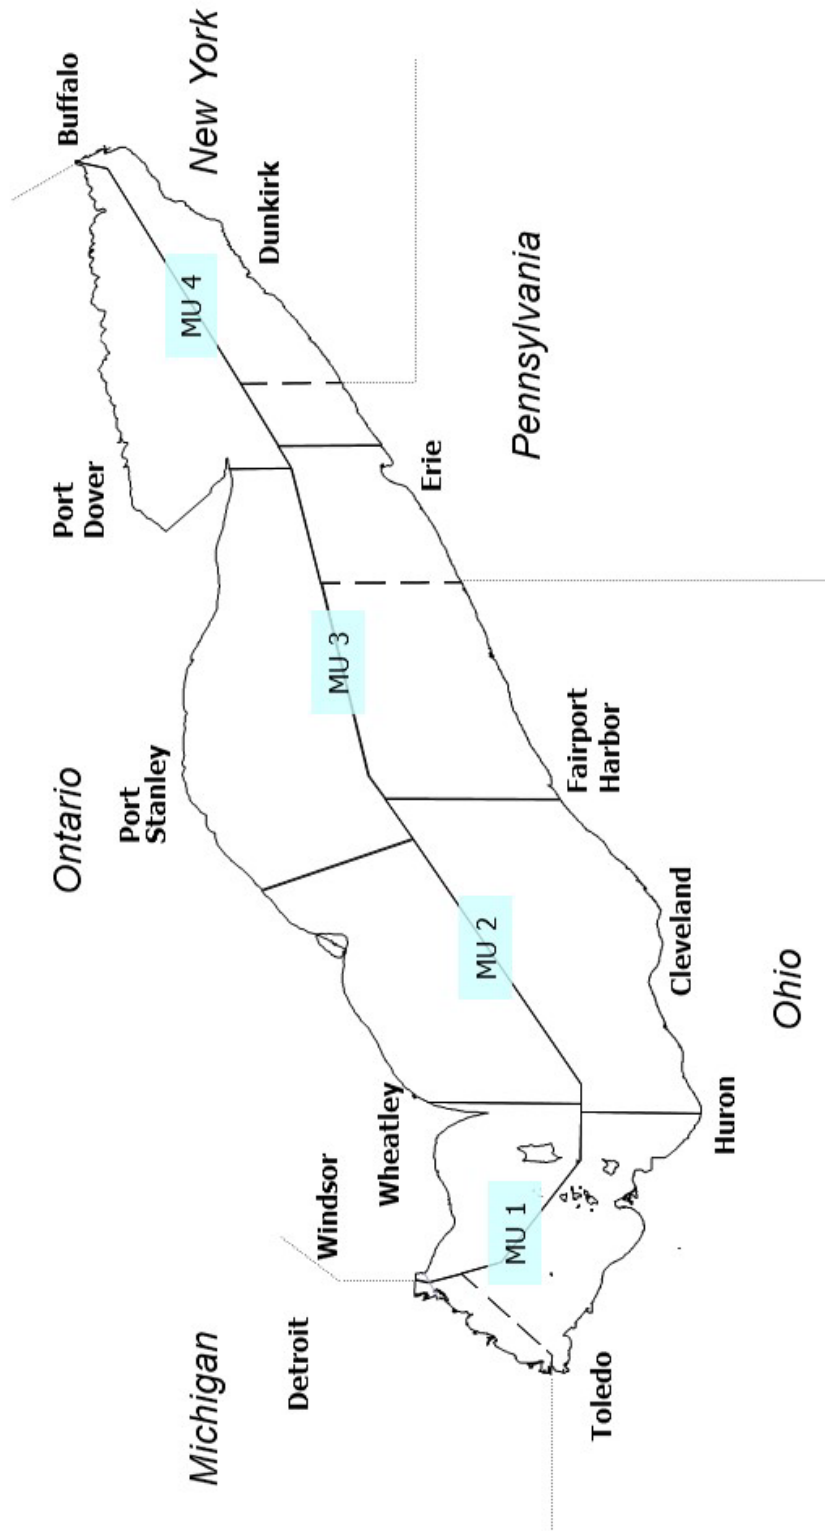 Buffalo
New York
Dunkirk
MU 4
Pennsylvania
Port
Dover
Erie
MU 3
Ontario
Port
Stanley
Fairport
Harbor
MU 2
Cleveland
Ohio
Wheatley
Huron
Windsor
MU 1
Michigan
Detroit
Toledo